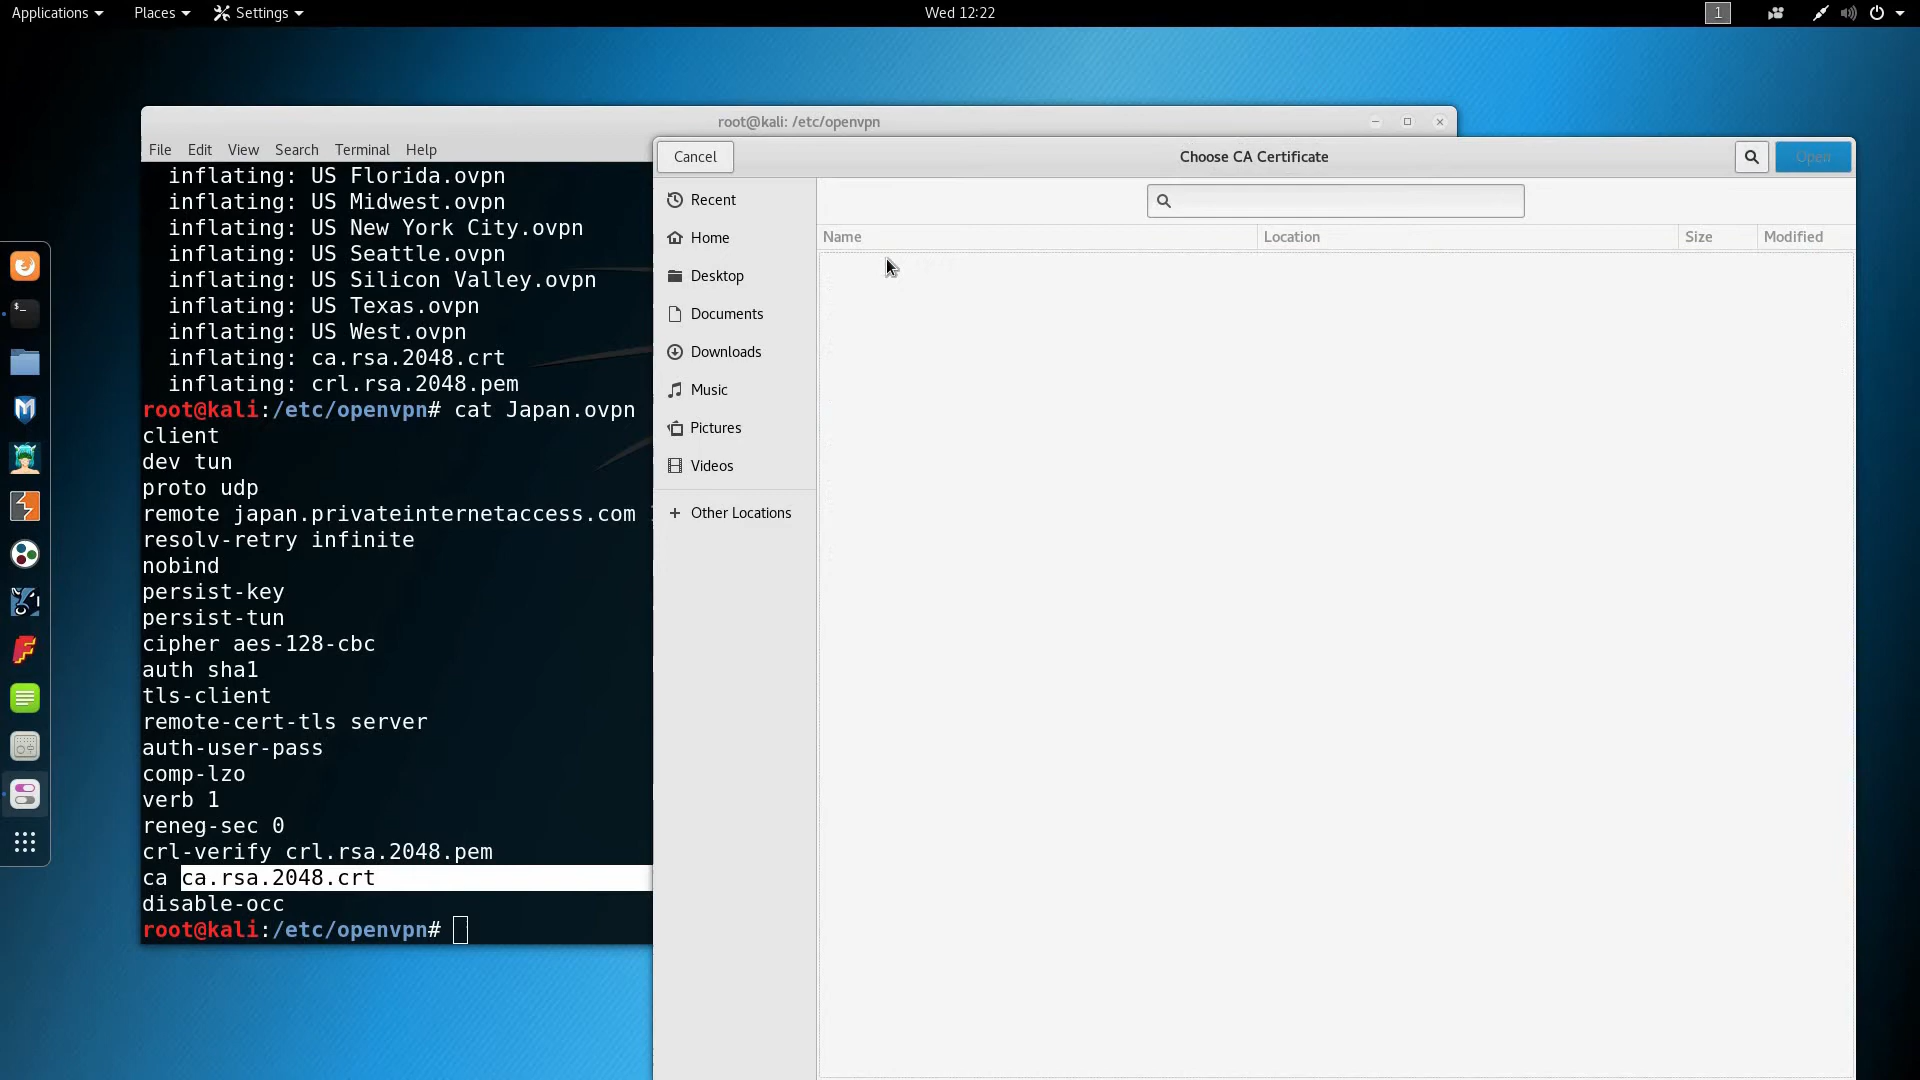 Applications Places Settings Wed 12:22 1
root@kali: /etc/openvpn
File Edit View Search Terminal Help
inflating: US Florida.ovpn
inflating: US Midwest.ovpn
inflating: US New York City.ovpn
inflating: US Seattle.ovpn
inflating: US Silicon Valley.ovpn
inflating: US Texas.ovpn
inflating: US West.ovpn
inflating: ca.rsa.2048.crt
inflating: crl.rsa.2048.pem
root@kali:/etc/openvpn# cat Japan.ovpn
client
dev tun
proto udp
remote japan.privateinternetaccess.com
resolv-retry infinite
nobind
persist-key
persist-tun
cipher aes-128-cbc
auth sha1
tls-client
remote-cert-tls server
auth-user-pass
comp-lzo
verb 1
reneg-sec 0
crl-verify crl.rsa.2048.pem
ca ca.rsa.2048.crt
disable-occ
root@kali:/etc/openvpn#
Cancel Choose CA Certificate Open
Recent
Home
Desktop
Documents
Downloads
Music
Pictures
Videos
+ Other Locations
Name Location Size Modified